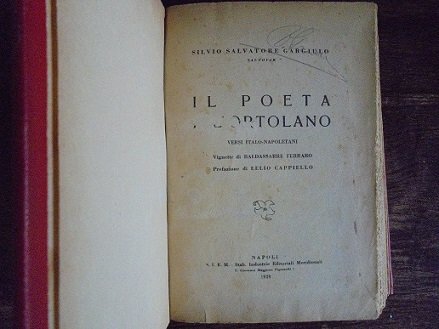 SILVIO SALVATORE GARGIULO
IL POETA
ORTOLANO
VERSI ITALO-NAPOLETANI
Vignette di BALDASSARRE FERRARO
Prefazione di LELIO CAPPIELLO
NAPOLI
S. I. E. M. - Stab. Industrie Editoriali Meridionali
1928